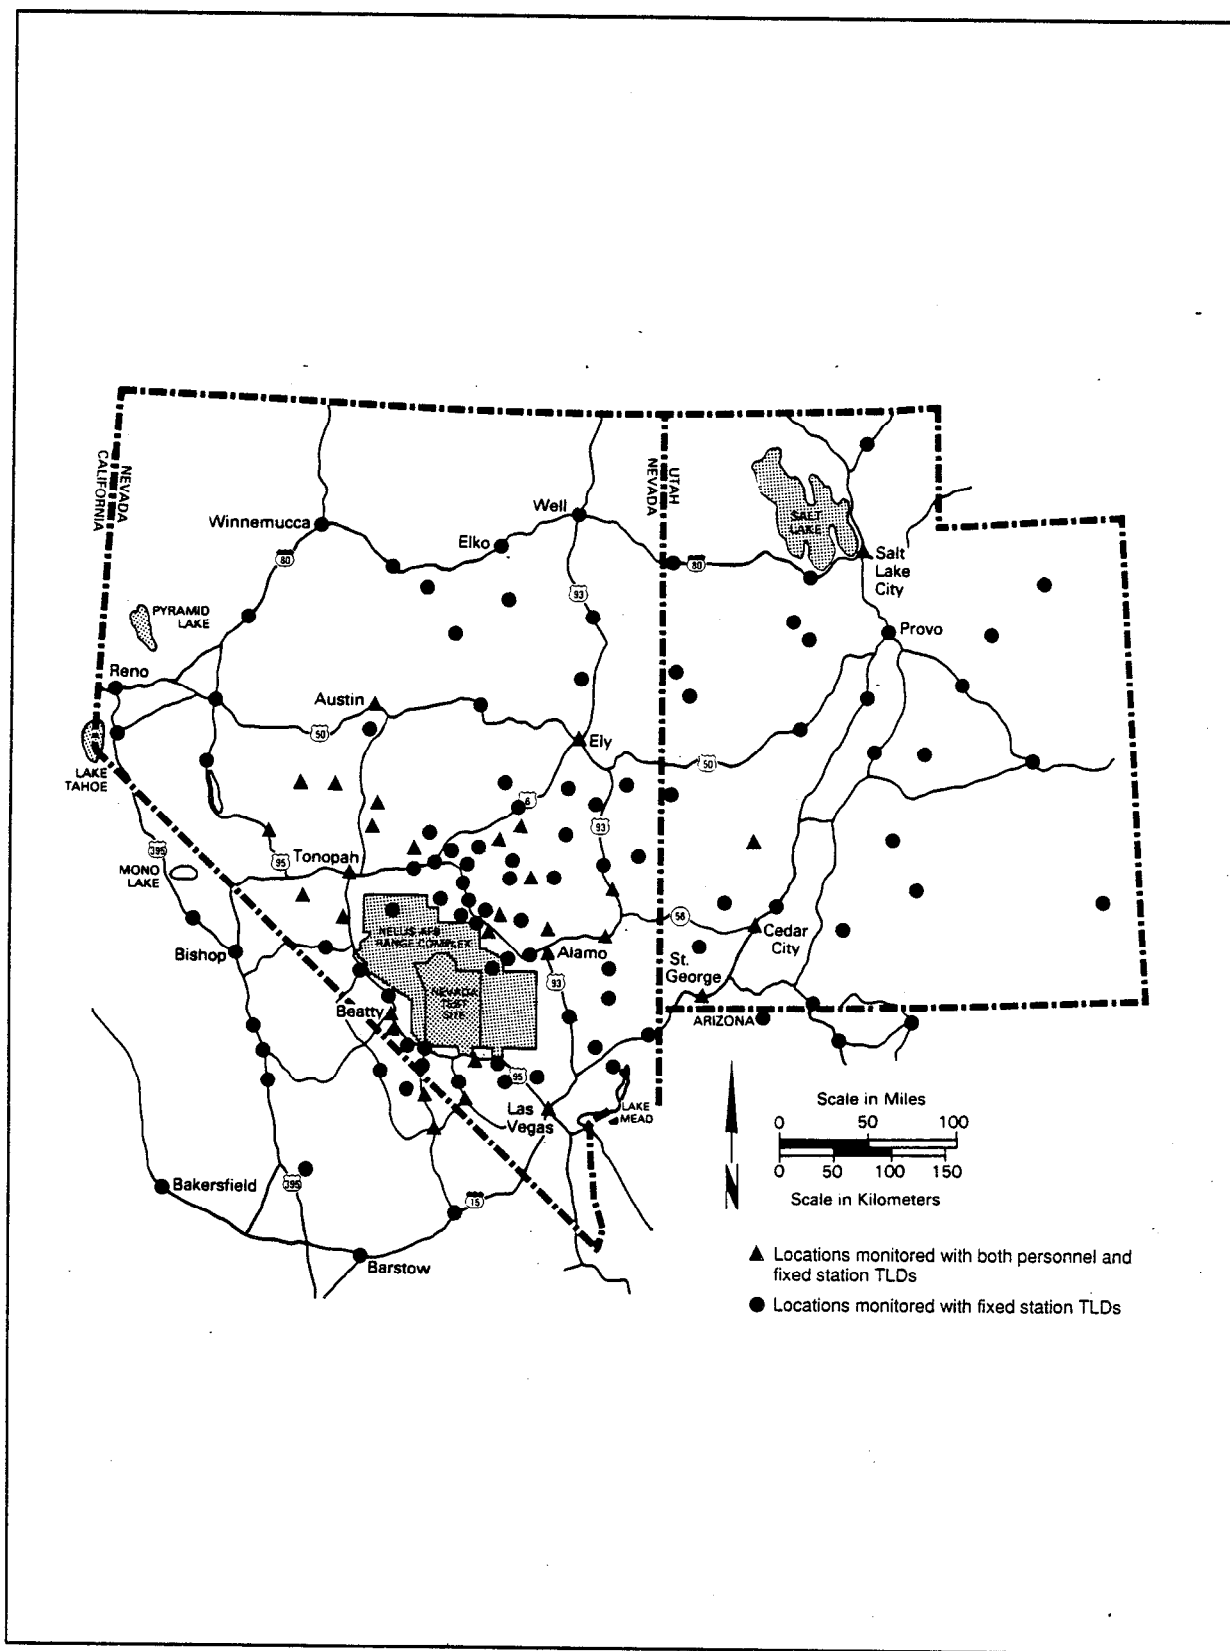 NEVADA
CALIFORNIA
UTAH
NEVADA
Winnemucca
Well
Elko
80
93
80
SALT
LAKE
Salt
Lake
City
PYRAMID
LAKE
Provo
Reno
Austin
50
Ely
50
LAKE
TAHOE
6
93
395
95
Tonopah
MONO
LAKE
56
NELLIS AFB
RANGE COMPLEX
Cedar
City
Bishop
Alamo
St.
George
93
NEVADA
TEST
SITE
Beatty
ARIZONA
95
Las
Vegas
LAKE
MEAD
Scale in Miles
0 50 100
0 50 100 150
Scale in Kilometers
N
Bakersfield
395
15
Barstow
▲ Locations monitored with both personnel and
fixed station TLDs
● Locations monitored with fixed station TLDs